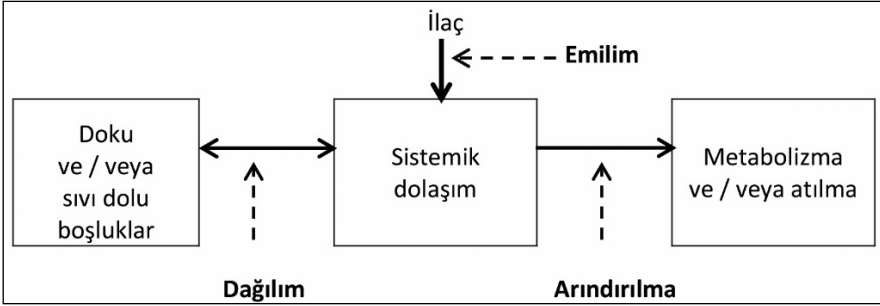 İlaç
Emilim
Doku
ve / veya
sıvı dolu
boşluklar
Sistemik
dolaşım
Metabolizma
ve / veya atılma
Dağılım
Arındırılma